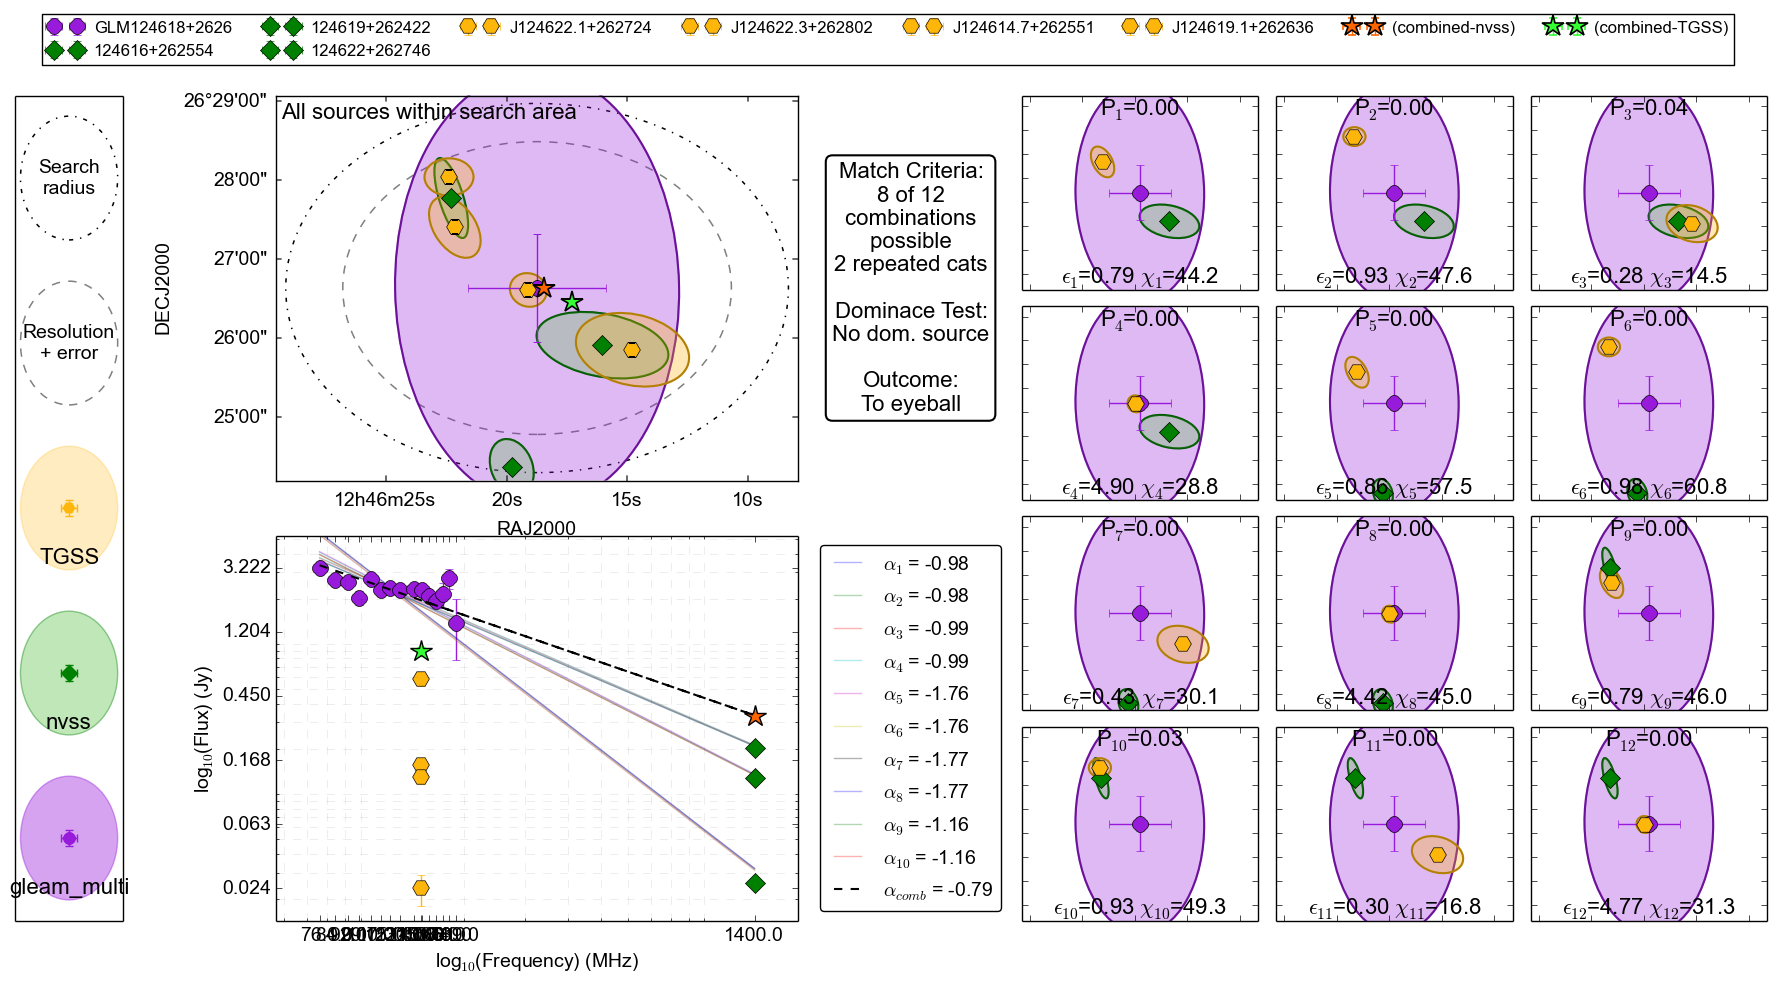 GLM124618+2626 124619+262422 J124622.1+262724 J124622.3+262802 J124614.7+262551 J124619.1+262636 (combined-nvss) (combined-TGSS)
124616+262554 124622+262746
Search
radius
Resolution
+ error
TGSS
nvss
gleam_multi
All sources within search area
DECJ2000
26°29'00"
28'00"
27'00"
26'00"
25'00"
12h46m25s 20s 15s 10s
RAJ2000
Match Criteria:
8 of 12
combinations
possible
2 repeated cats
Dominace Test:
No dom. source
Outcome:
To eyeball
log10(Flux) (Jy)
3.222
1.204
0.450
0.168
0.063
0.024
1400.0
log10(Frequency) (MHz)
α1 = -0.98
α2 = -0.98
α3 = -0.99
α4 = -0.99
α5 = -1.76
α6 = -1.76
α7 = -1.77
α8 = -1.77
α9 = -1.16
α10 = -1.16
αcomb = -0.79
P1=0.00
ϵ1=0.79 χ1=44.2
P2=0.00
ϵ2=0.93 χ2=47.6
P3=0.04
ϵ3=0.28 χ3=14.5
P4=0.00
ϵ4=4.90 χ4=28.8
P5=0.00
ϵ5=0.86 χ5=57.5
P6=0.00
ϵ6=0.98 χ6=60.8
P7=0.00
ϵ7=0.43 χ7=30.1
P8=0.00
ϵ8=4.42 χ8=45.0
P9=0.00
ϵ9=0.79 χ9=46.0
P10=0.03
ϵ10=0.93 χ10=49.3
P11=0.00
ϵ11=0.30 χ11=16.8
P12=0.00
ϵ12=4.77 χ12=31.3